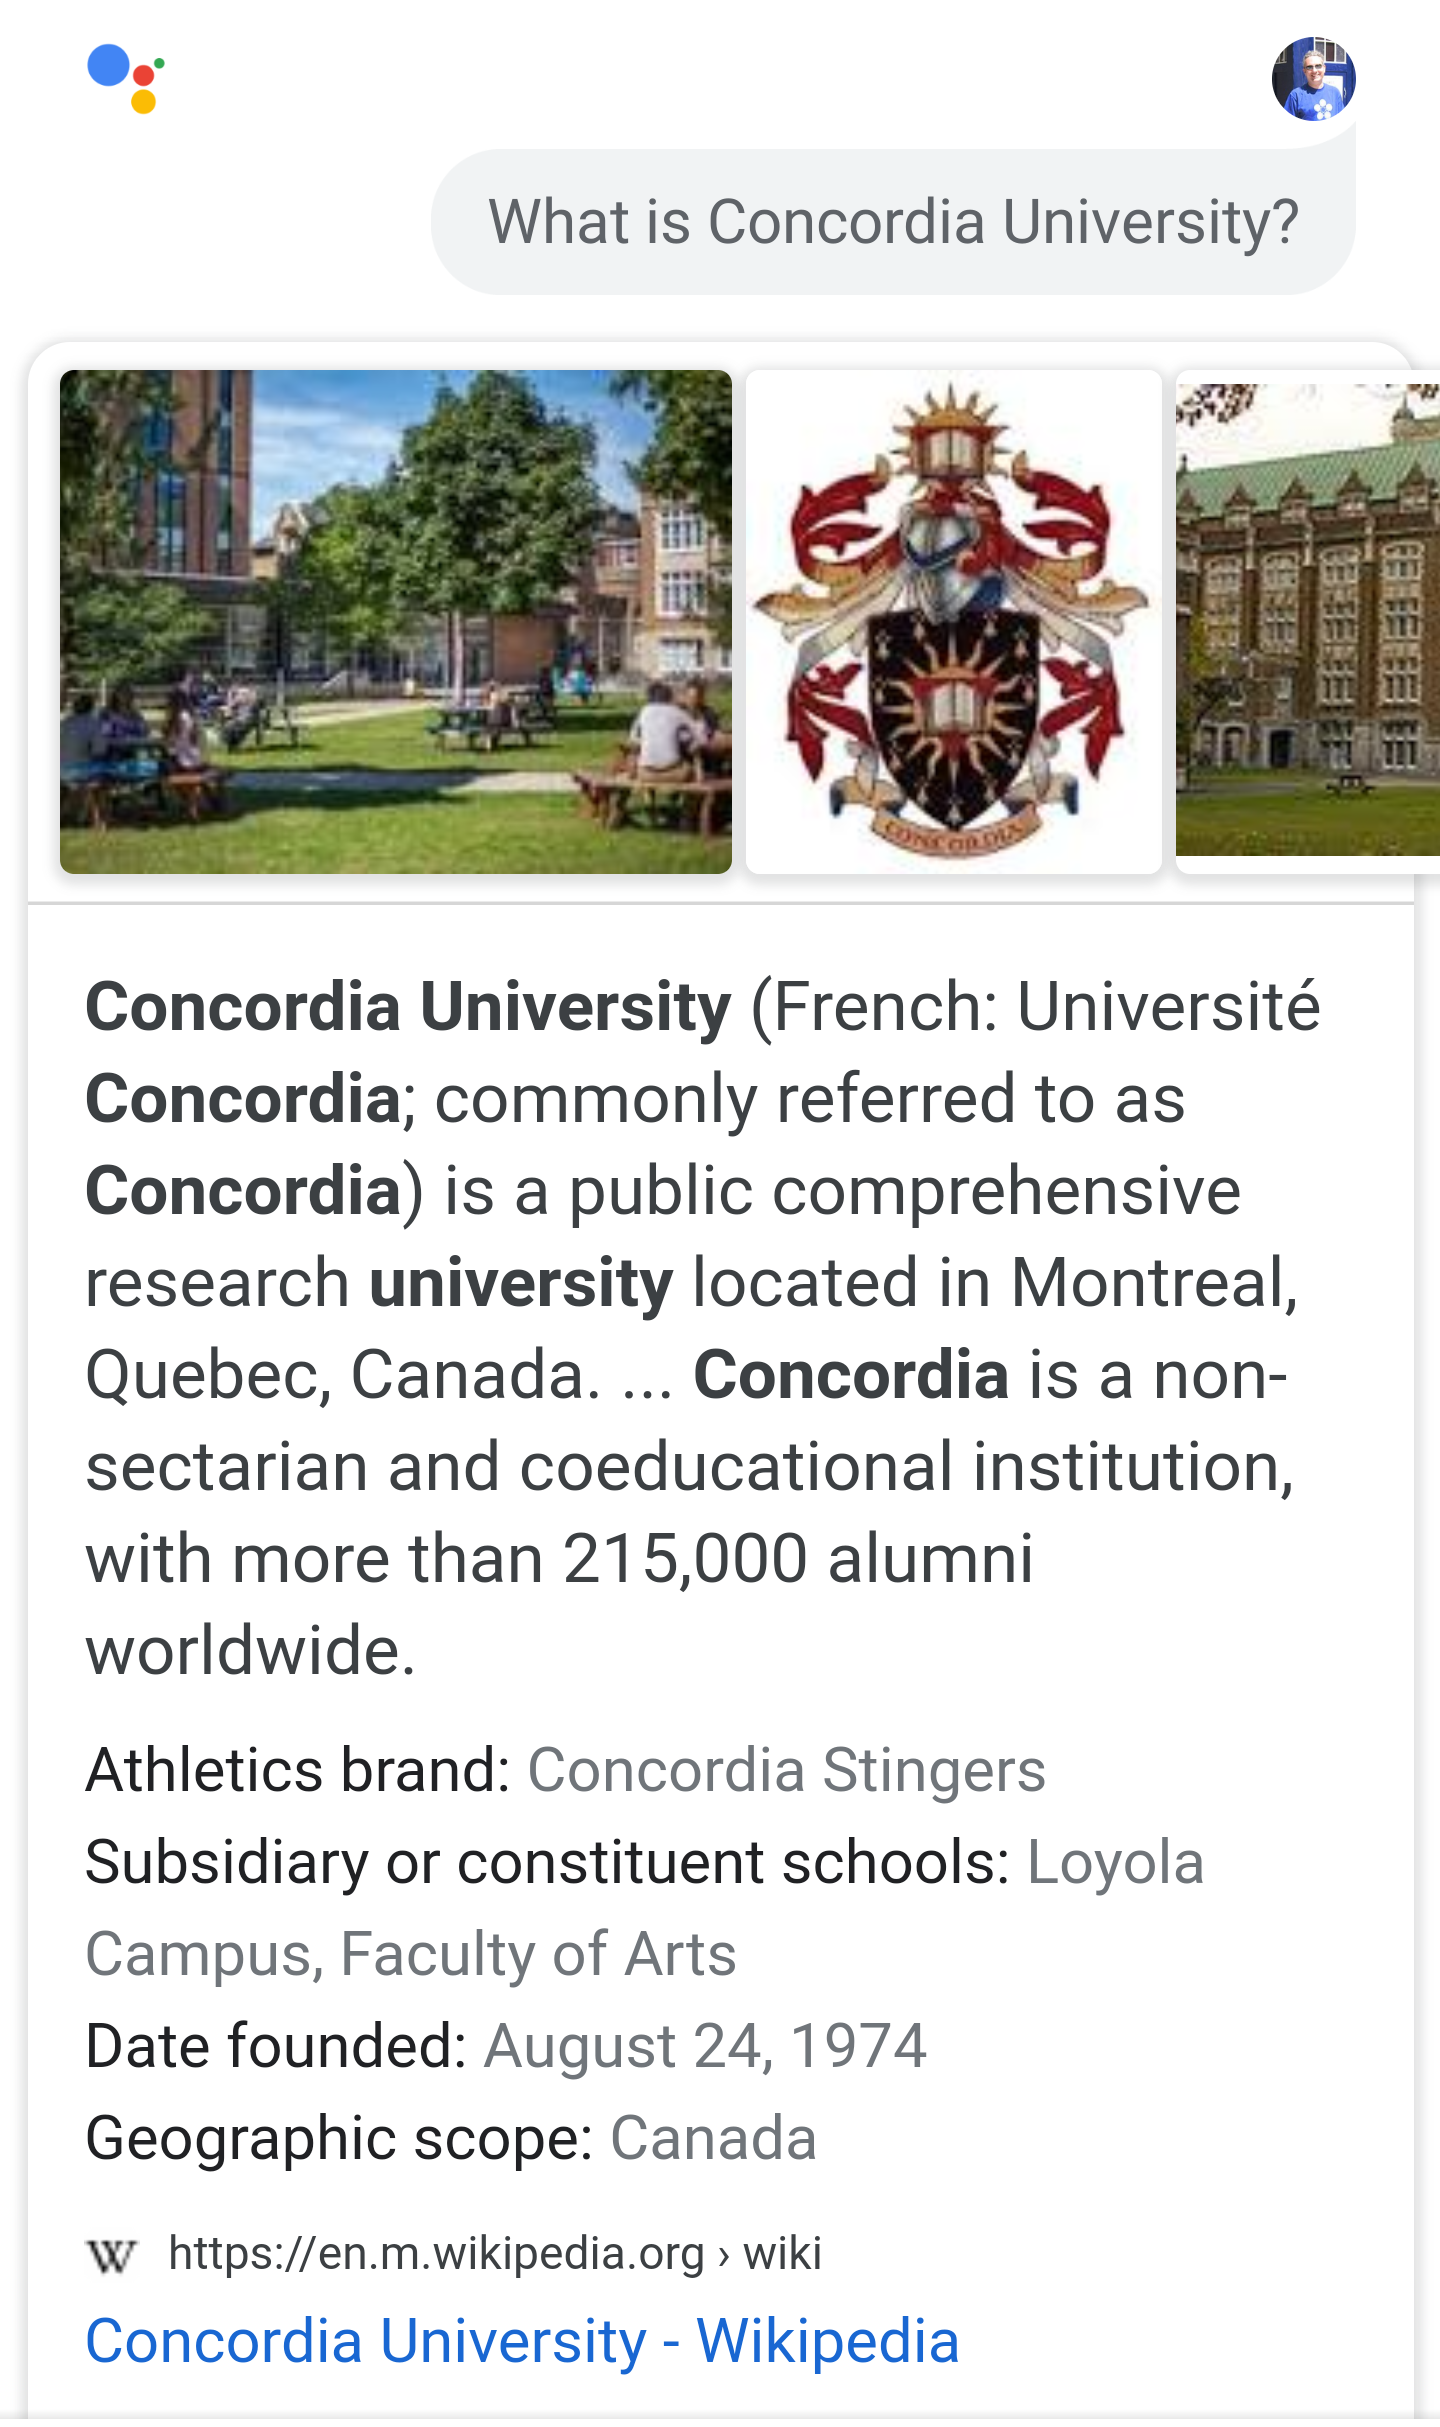 What is Concordia University?
CONCORDIA
Concordia University (French: Université
Concordia; commonly referred to as
Concordia) is a public comprehensive
research university located in Montreal,
Quebec, Canada. ... Concordia is a non-
sectarian and coeducational institution,
with more than 215,000 alumni
worldwide.
Athletics brand: Concordia Stingers
Subsidiary or constituent schools: Loyola
Campus, Faculty of Arts
Date founded: August 24, 1974
Geographic scope: Canada
W https://en.m.wikipedia.org › wiki
Concordia University - Wikipedia